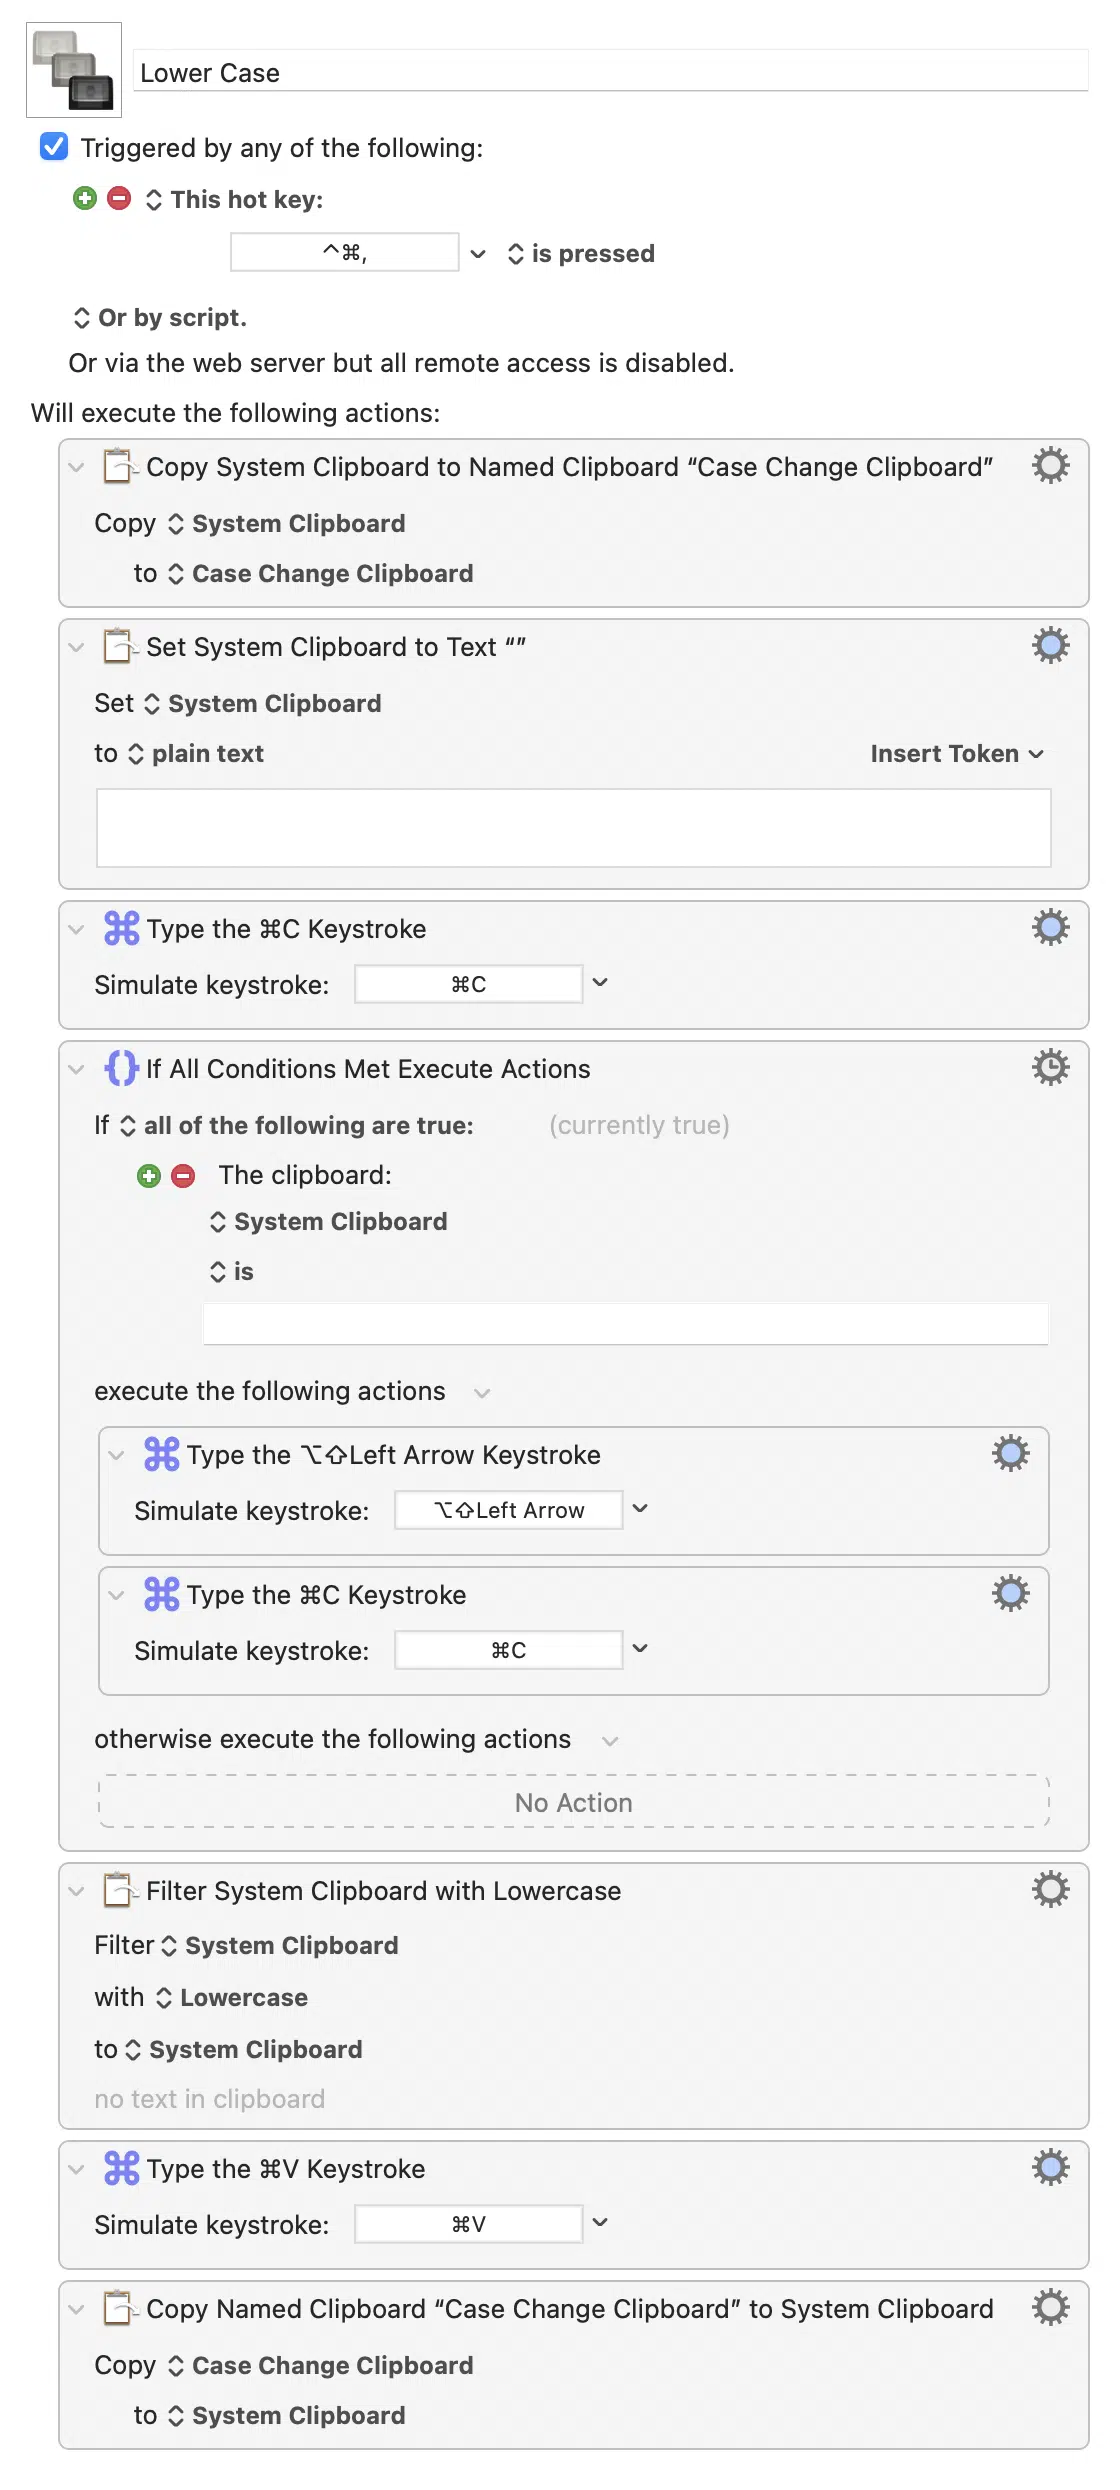 Lower Case
Triggered by any of the following:
This hot key:
^⌘,
is pressed
Or by script.
Or via the web server but all remote access is disabled.
Will execute the following actions:
Copy System Clipboard to Named Clipboard “Case Change Clipboard”
Copy System Clipboard
to Case Change Clipboard
Set System Clipboard to Text “”
Set System Clipboard
to plain text
Insert Token
Type the ⌘C Keystroke
Simulate keystroke: ⌘C
If All Conditions Met Execute Actions
If all of the following are true: (currently true)
The clipboard:
System Clipboard
is
execute the following actions
Type the ⌥⇧Left Arrow Keystroke
Simulate keystroke: ⌥⇧Left Arrow
Type the ⌘C Keystroke
Simulate keystroke: ⌘C
otherwise execute the following actions
No Action
Filter System Clipboard with Lowercase
Filter System Clipboard
with Lowercase
to System Clipboard
no text in clipboard
Type the ⌘V Keystroke
Simulate keystroke: ⌘V
Copy Named Clipboard “Case Change Clipboard” to System Clipboard
Copy Case Change Clipboard
to System Clipboard